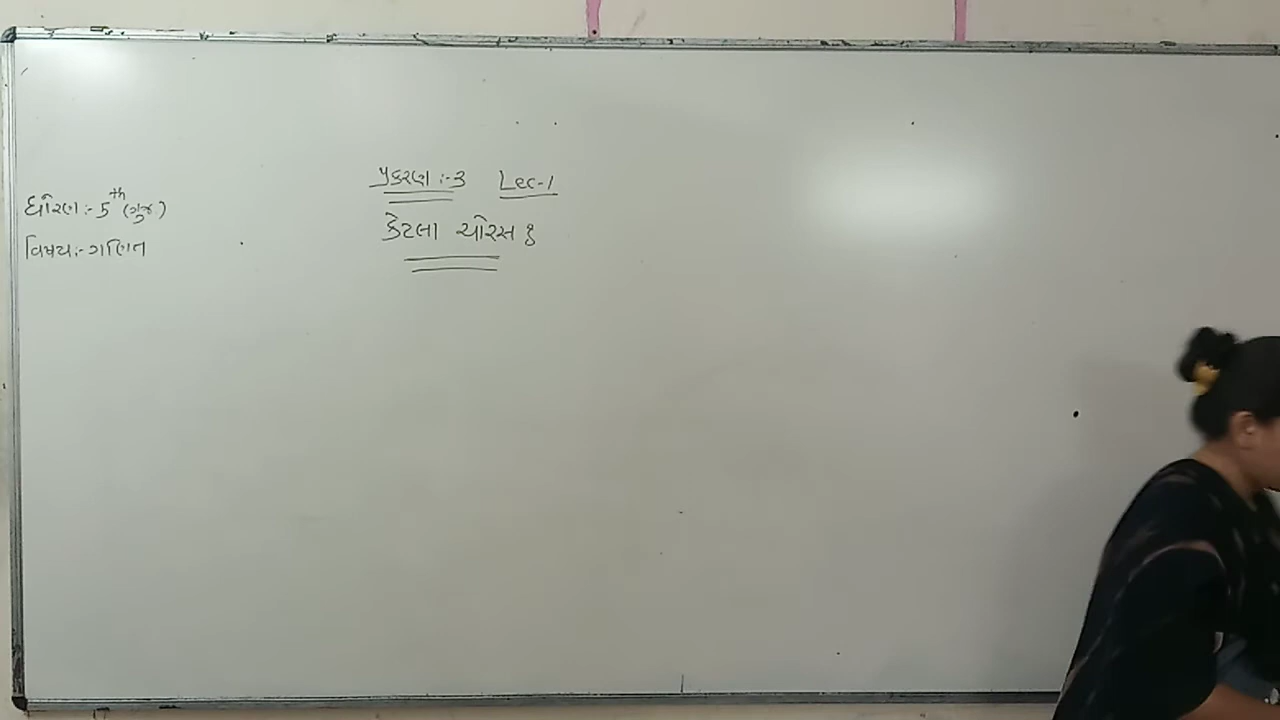 પ્રકરણ :- 3 Lec-1
કેટલા ચોરસ ?
ધોરણ :- 5th (ગુજ)
વિષય :- ગણિત